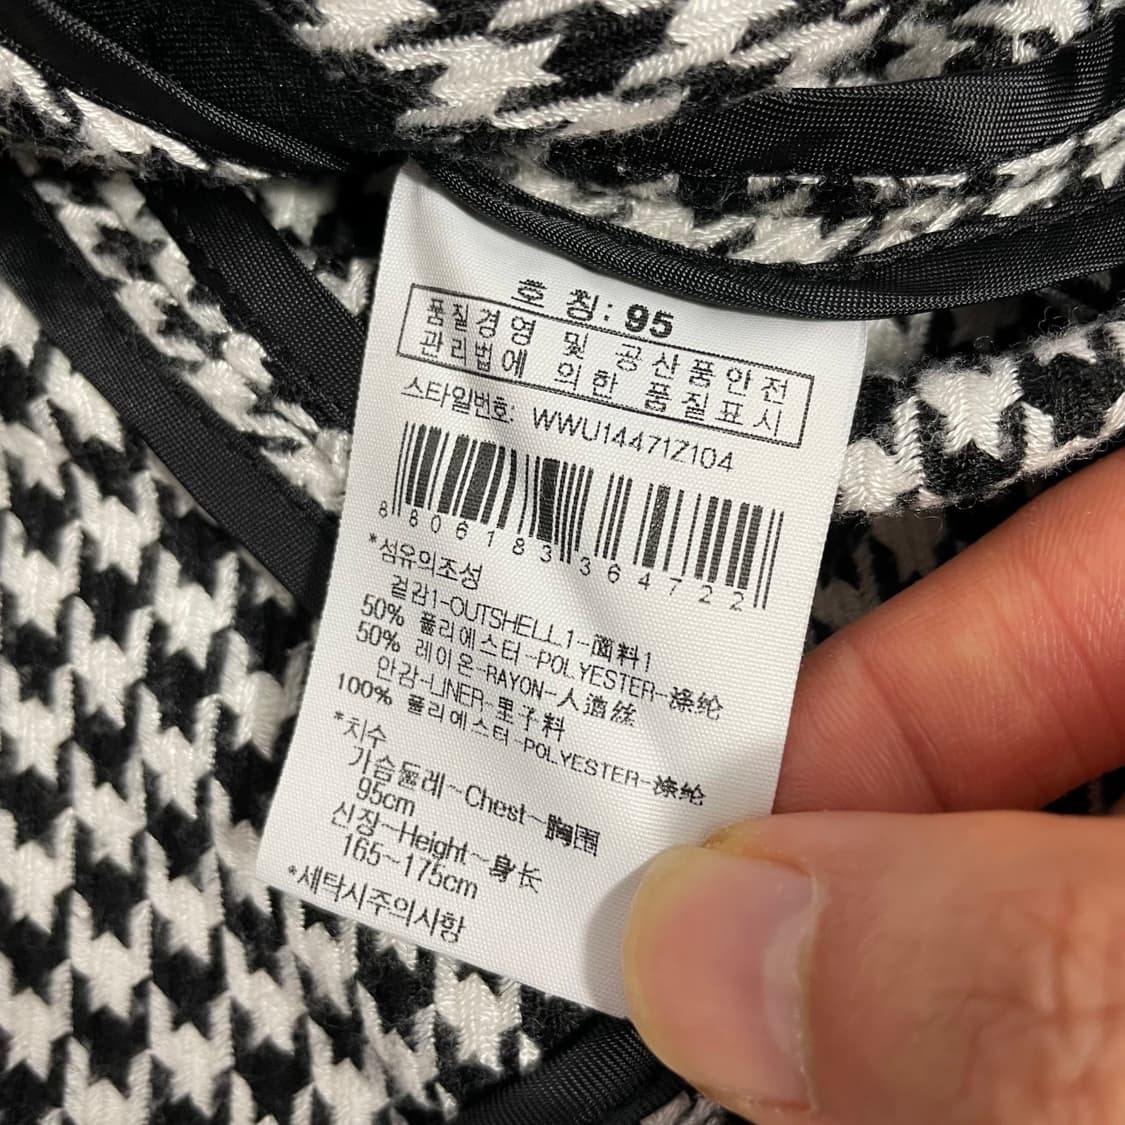 호 칭: 95
품질경영 및 공산품안전
관리법에 의한 품질표시
스타일번호: WWU14471Z104
8 806183 364722
*섬유의조성
겉감1-OUTSHELL1-面料1
50% 폴리에스터-POLYESTER-涤纶
50% 레이온-RAYON-人造丝
안감-LINER-里子料
100% 폴리에스터-POLYESTER-涤纶
*치수
가슴둘레~Chest~胸围
95cm
신장~Height~身长
165~175cm
*세탁시주의사항